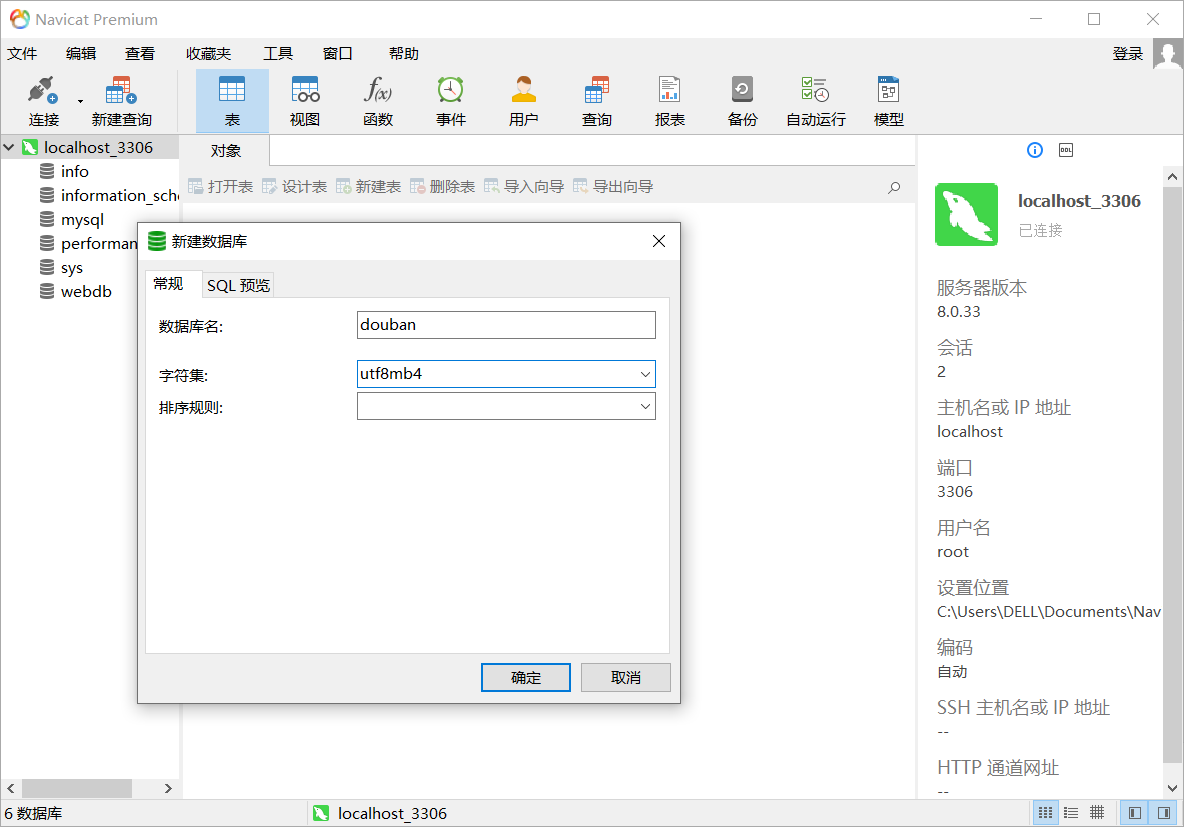 Navicat Premium
文件 编辑 查看 收藏夹 工具 窗口 帮助 登录
连接 新建查询 表 视图 函数 事件 用户 查询 报表 备份 自动运行 模型
f(x)
localhost_3306
info
information_sche
mysql
performan
sys
webdb
对象
打开表 设计表 新建表 删除表 导入向导 导出向导
新建数据库
常规 SQL 预览
数据库名: douban
字符集: utf8mb4
排序规则:
确定 取消
DDL
localhost_3306
已连接
服务器版本
8.0.33
会话
2
主机名或 IP 地址
localhost
端口
3306
用户名
root
设置位置
C:\Users\DELL\Documents\Nav
编码
自动
SSH 主机名或 IP 地址
--
HTTP 通道网址
--
6 数据库 localhost_3306